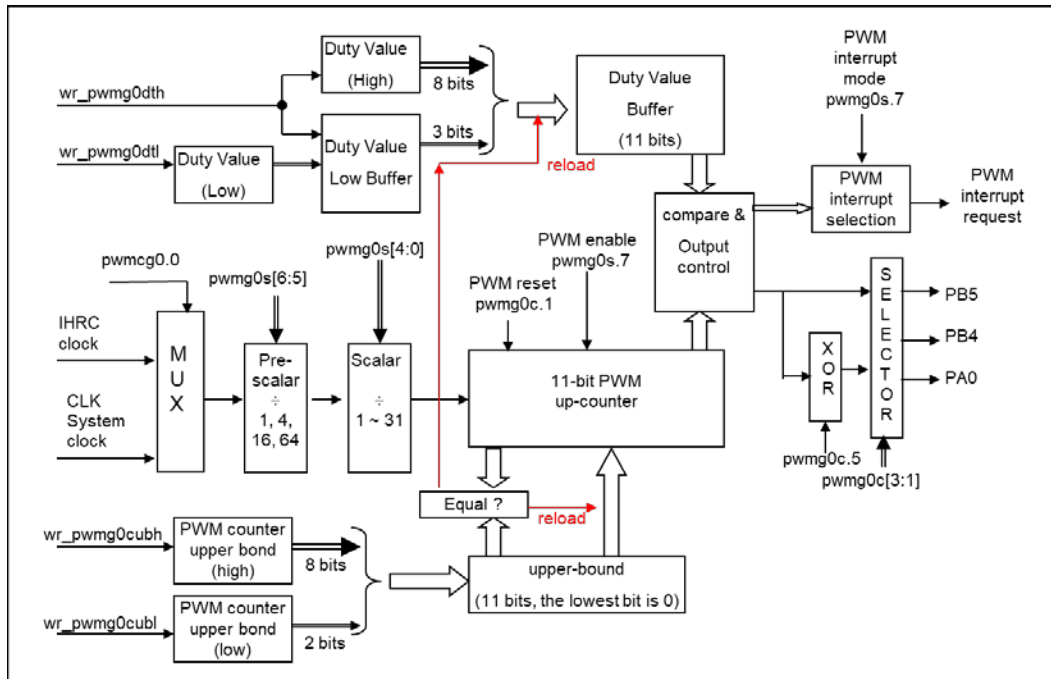 wr_pwmg0dth
Duty Value
(High)
8 bits
wr_pwmg0dtl
Duty Value
(Low)
Duty Value
Low Buffer
3 bits
reload
Duty Value
Buffer
(11 bits)
PWM
interrupt
mode
pwmg0s.7
PWM
interrupt
selection
PWM
interrupt
request
compare &
Output
control
pwmcg0.0
IHRC
clock
CLK
System
clock
MUX
pwmg0s[6:5]
Pre-
scalar
÷
1, 4,
16, 64
pwmg0s[4:0]
Scalar
÷
1 ~ 31
PWM reset
pwmg0c.1
PWM enable
pwmg0s.7
11-bit PWM
up-counter
XOR
pwmg0c.5
SELECTOR
pwmg0c[3:1]
PB5
PB4
PA0
Equal ?
reload
wr_pwmg0cubh
PWM counter
upper bond
(high)
8 bits
wr_pwmg0cubl
PWM counter
upper bond
(low)
2 bits
upper-bound
(11 bits, the lowest bit is 0)